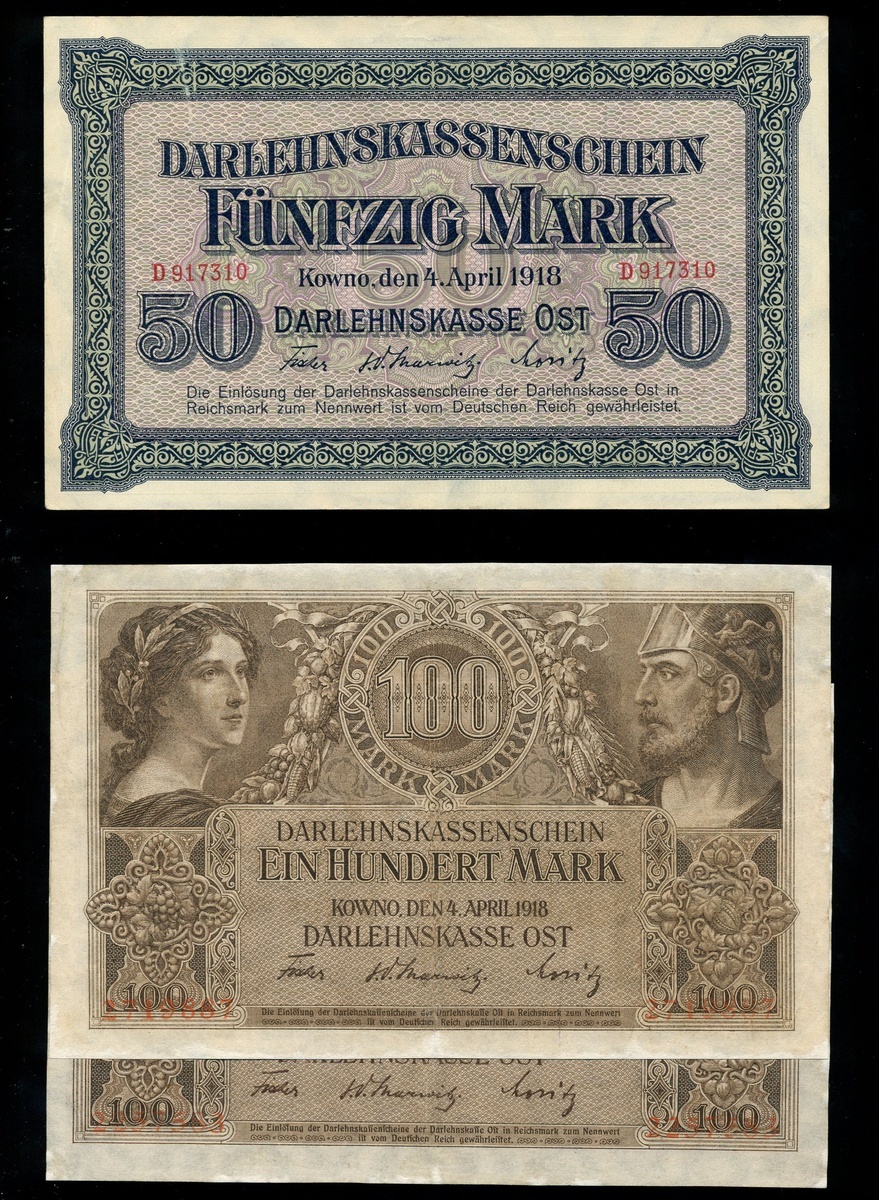 DARLEHNSKASSENSCHEIN
FÜNFZIG MARK
D 917310 Kowno, den 4. April 1918 D 917310
50 DARLEHNSKASSE OST 50
Die Einlösung der Darlehnskassenscheine der Darlehnskasse Ost in
Reichsmark zum Nennwert ist vom Deutschen Reich gewährleistet.
100 100
100
MARK MARK
DARLEHNSKASSENSCHEIN
EIN HUNDERT MARK
KOWNO, DEN 4. APRIL 1918
DARLEHNSKASSE OST
100 100
Die Einlösung der Darlehnskassenscheine der Darlehnskasse Ost in Reichsmark zum Nennwert
ist vom Deutschen Reich gewährleistet.
OST
100 100
Die Einlösung der Darlehnskassenscheine der Darlehnskasse Ost in Reichsmark zum Nennwert
ist vom Deutschen Reich gewährleistet.